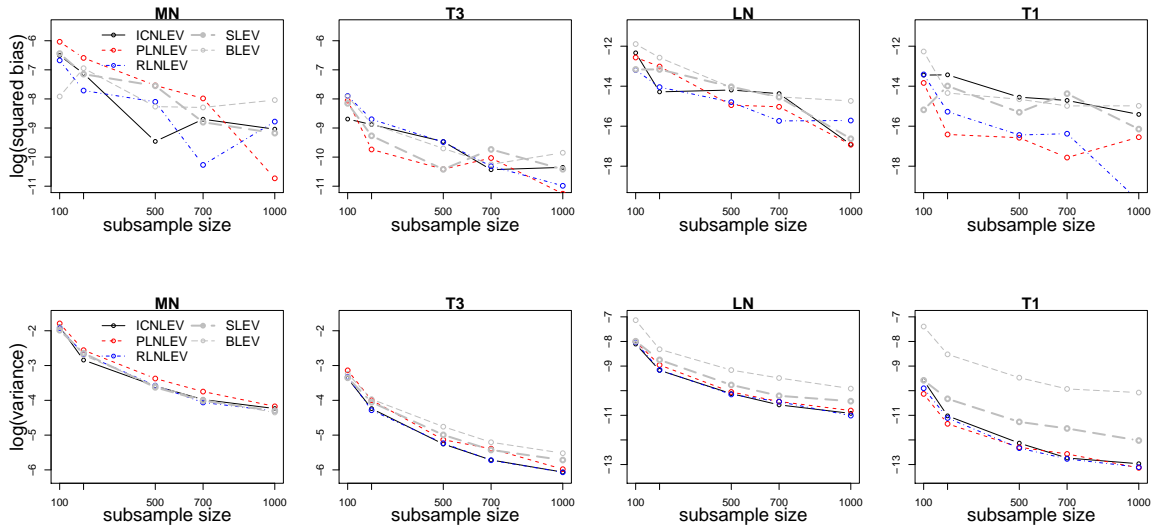 MN
T3
LN
T1
log(squared bias)
-6
-7
-8
-9
-10
-11
ICNLEV
PLNLEV
RLNLEV
SLEV
BLEV
100
500
700
1000
subsample size
-6
-7
-8
-9
-10
-11
100
500
700
1000
subsample size
-12
-14
-16
-18
100
500
700
1000
subsample size
-12
-14
-16
-18
100
500
700
1000
subsample size
MN
T3
LN
T1
log(variance)
-2
-3
-4
-5
-6
ICNLEV
PLNLEV
RLNLEV
SLEV
BLEV
100
500
700
1000
subsample size
-2
-3
-4
-5
-6
100
500
700
1000
subsample size
-7
-8
-9
-11
-13
100
500
700
1000
subsample size
-7
-8
-9
-11
-13
100
500
700
1000
subsample size